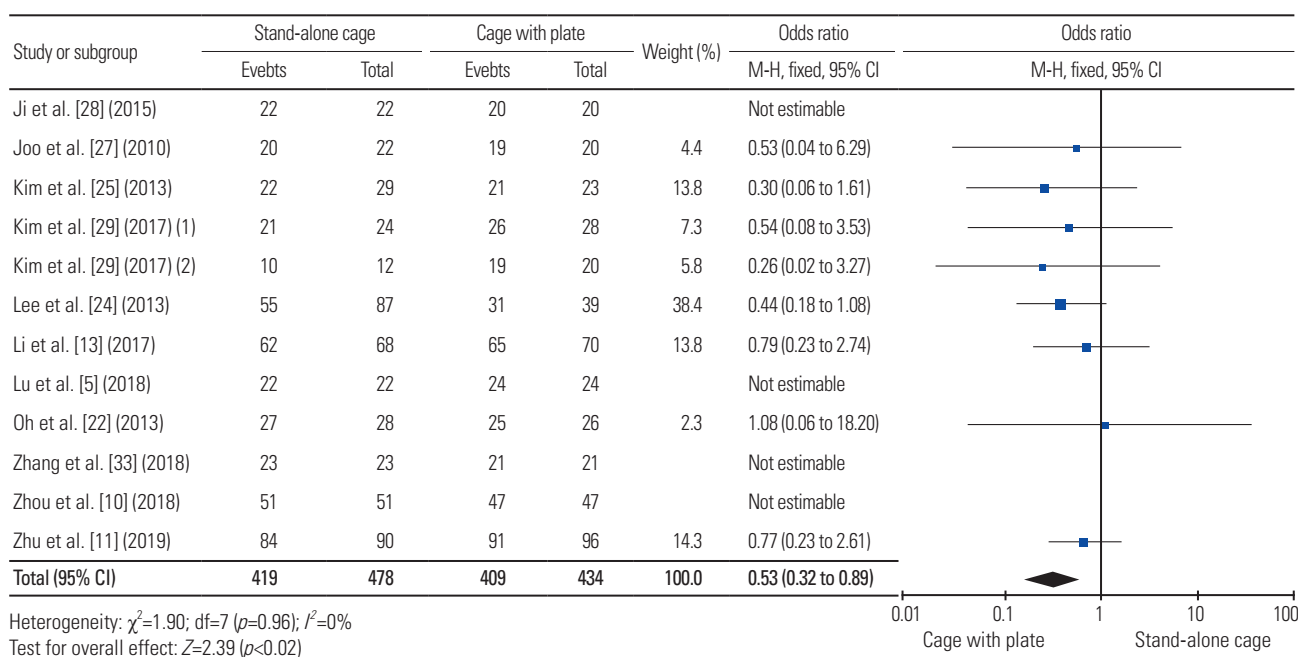 Study or subgroup Stand-alone cage Cage with plate Weight (%) Odds ratio Odds ratio
Evebts Total Evebts Total M-H, fixed, 95% CI M-H, fixed, 95% CI
Ji et al. [28] (2015) 22 22 20 20 Not estimable
Joo et al. [27] (2010) 20 22 19 20 4.4 0.53 (0.04 to 6.29)
Kim et al. [25] (2013) 22 29 21 23 13.8 0.30 (0.06 to 1.61)
Kim et al. [29] (2017) (1) 21 24 26 28 7.3 0.54 (0.08 to 3.53)
Kim et al. [29] (2017) (2) 10 12 19 20 5.8 0.26 (0.02 to 3.27)
Lee et al. [24] (2013) 55 87 31 39 38.4 0.44 (0.18 to 1.08)
Li et al. [13] (2017) 62 68 65 70 13.8 0.79 (0.23 to 2.74)
Lu et al. [5] (2018) 22 22 24 24 Not estimable
Oh et al. [22] (2013) 27 28 25 26 2.3 1.08 (0.06 to 18.20)
Zhang et al. [33] (2018) 23 23 21 21 Not estimable
Zhou et al. [10] (2018) 51 51 47 47 Not estimable
Zhu et al. [11] (2019) 84 90 91 96 14.3 0.77 (0.23 to 2.61)
Total (95% CI) 419 478 409 434 100.0 0.53 (0.32 to 0.89)
0.01 0.1 1 10 100
Cage with plate Stand-alone cage
Heterogeneity: χ²=1.90; df=7 (p=0.96); I²=0%
Test for overall effect: Z=2.39 (p<0.02)